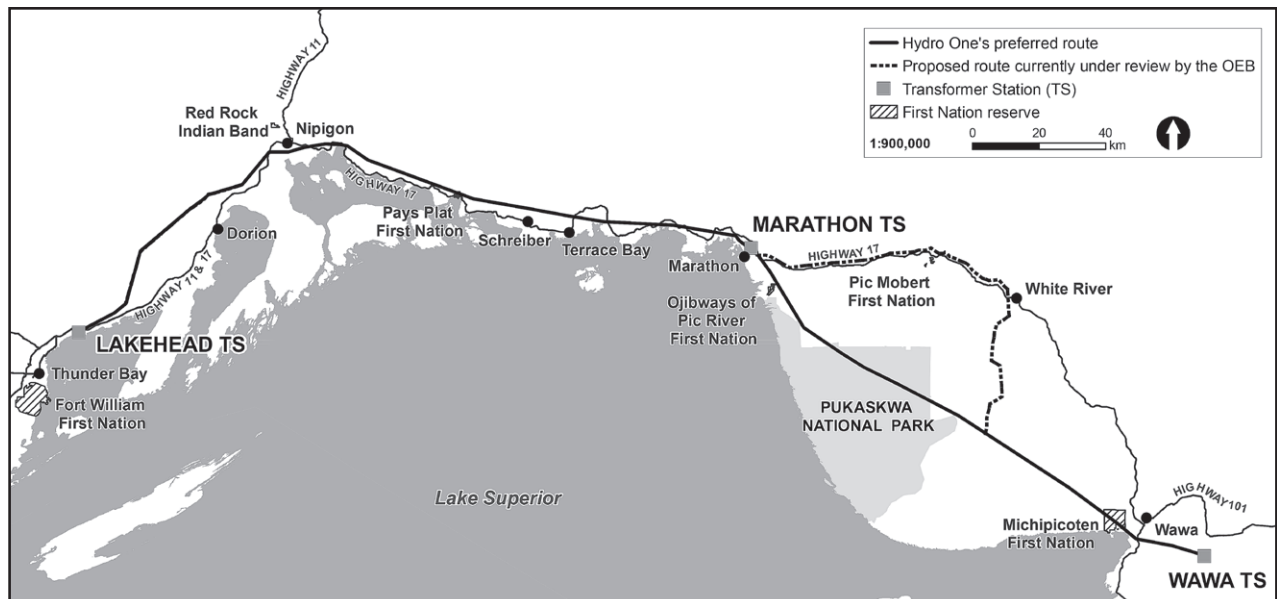 Hydro One's preferred route
Proposed route currently under review by the OEB
Transformer Station (TS)
First Nation reserve
1:900,000
0 20 40
km
HIGHWAY 11
Red Rock
Indian Band
Nipigon
HIGHWAY 17
Pays Plat
First Nation
Schreiber
Terrace Bay
MARATHON TS
Marathon
HIGHWAY 17
Dorion
HIGHWAY 11 & 17
Ojibways of
Pic River
First Nation
Pic Mobert
First Nation
White River
LAKEHEAD TS
Thunder Bay
Fort William
First Nation
PUKASKWA
NATIONAL PARK
Lake Superior
HIGHWAY 101
Michipicoten
First Nation
Wawa
WAWA TS